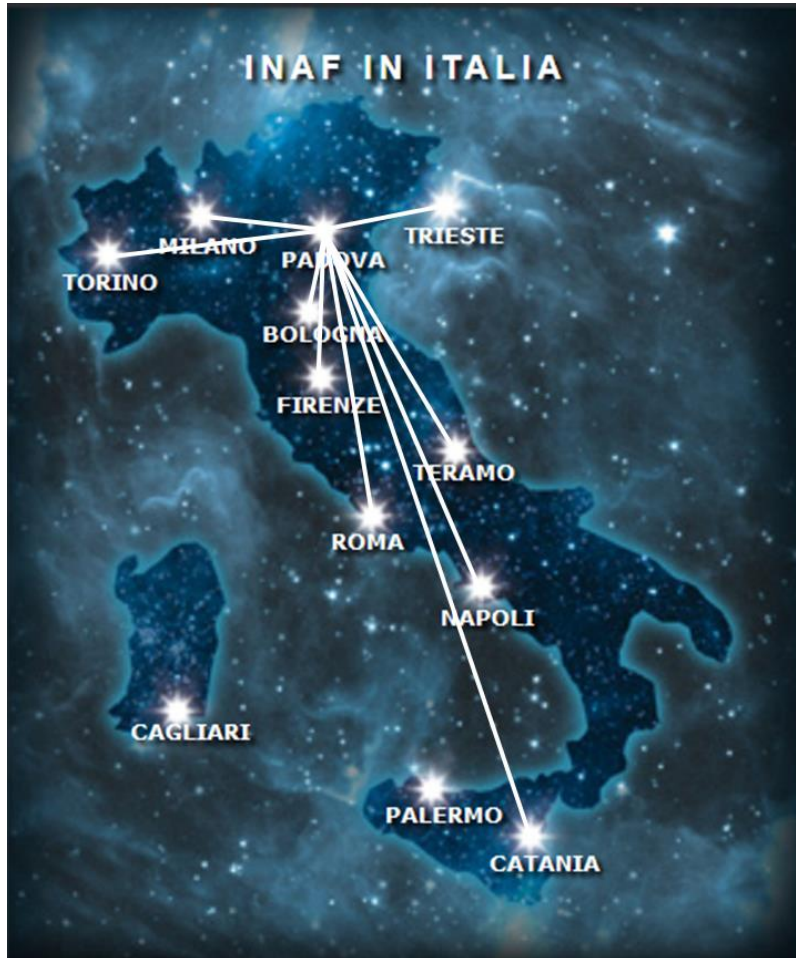 INAF IN ITALIA
TRIESTE
MILANO
PADOVA
TORINO
BOLOGNA
FIRENZE
TERAMO
ROMA
NAPOLI
CAGLIARI
PALERMO
CATANIA